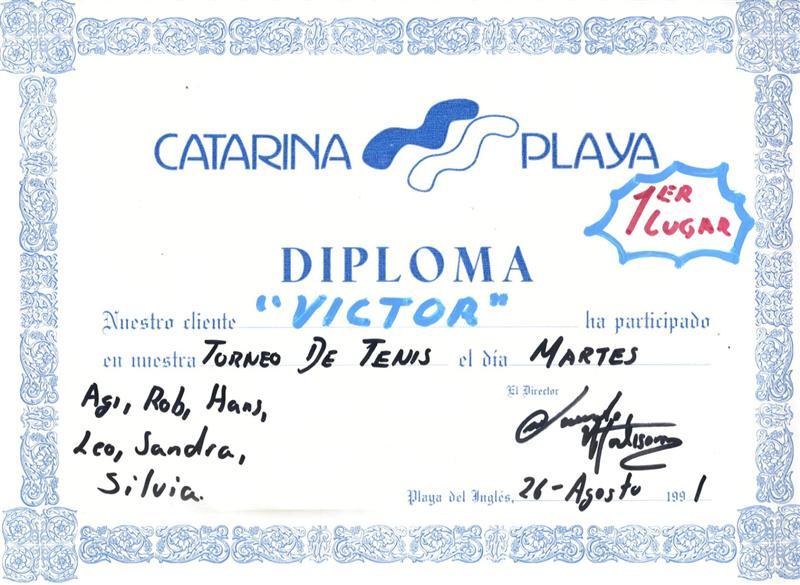 CATARINA PLAYA
1ER
LUGAR
DIPLOMA
Nuestro cliente "VICTOR" ha participado
en nuestra TORNEO DE TENIS el día MARTES
Agi, Rob, Hans,
Leo, Sandra,
Silvia.
El Director
Playa del Inglés, 26-Agosto 1991